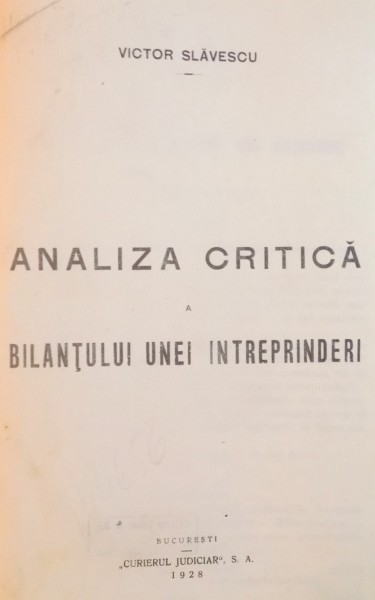 VICTOR SLĂVESCU
ANALIZA CRITICĂ
A
BILANŢULUI UNEI INTREPRINDERI
BUCUREŞTI
„CURIERUL JUDICIAR", S. A.
1928